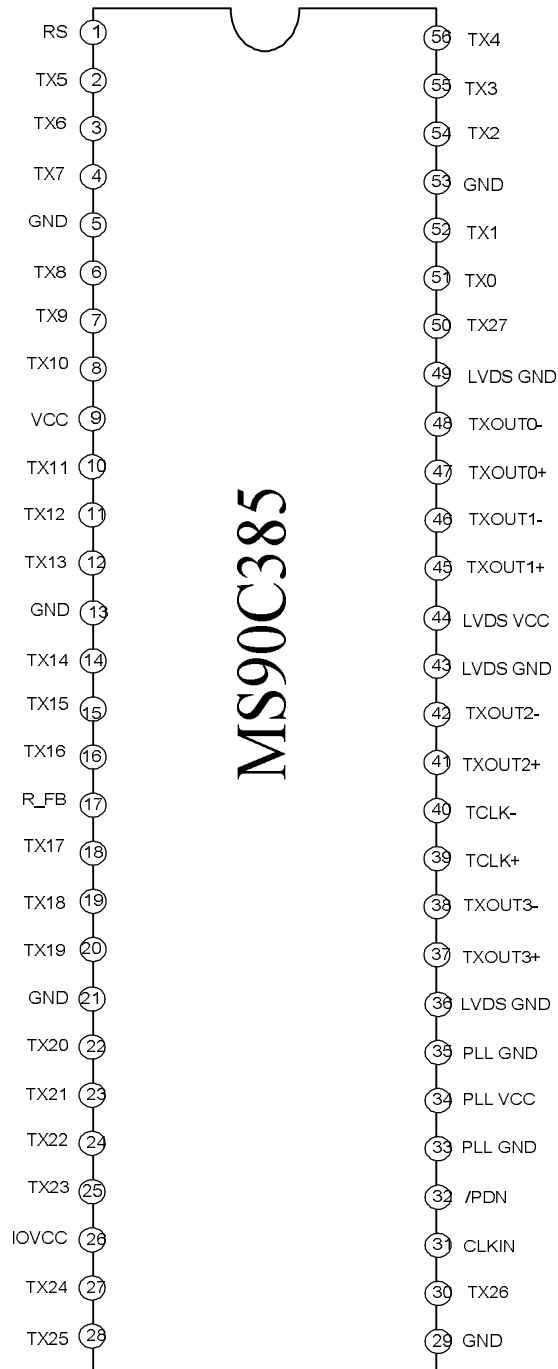 RS 1
TX5 2
TX6 3
TX7 4
GND 5
TX8 6
TX9 7
TX10 8
VCC 9
TX11 10
TX12 11
TX13 12
GND 13
TX14 14
TX15 15
TX16 16
R_FB 17
TX17 18
TX18 19
TX19 20
GND 21
TX20 22
TX21 23
TX22 24
TX23 25
IOVCC 26
TX24 27
TX25 28
MS90C385
56 TX4
55 TX3
54 TX2
53 GND
52 TX1
51 TX0
50 TX27
49 LVDS GND
48 TXOUT0-
47 TXOUT0+
46 TXOUT1-
45 TXOUT1+
44 LVDS VCC
43 LVDS GND
42 TXOUT2-
41 TXOUT2+
40 TCLK-
39 TCLK+
38 TXOUT3-
37 TXOUT3+
36 LVDS GND
35 PLL GND
34 PLL VCC
33 PLL GND
32 /PDN
31 CLKIN
30 TX26
29 GND